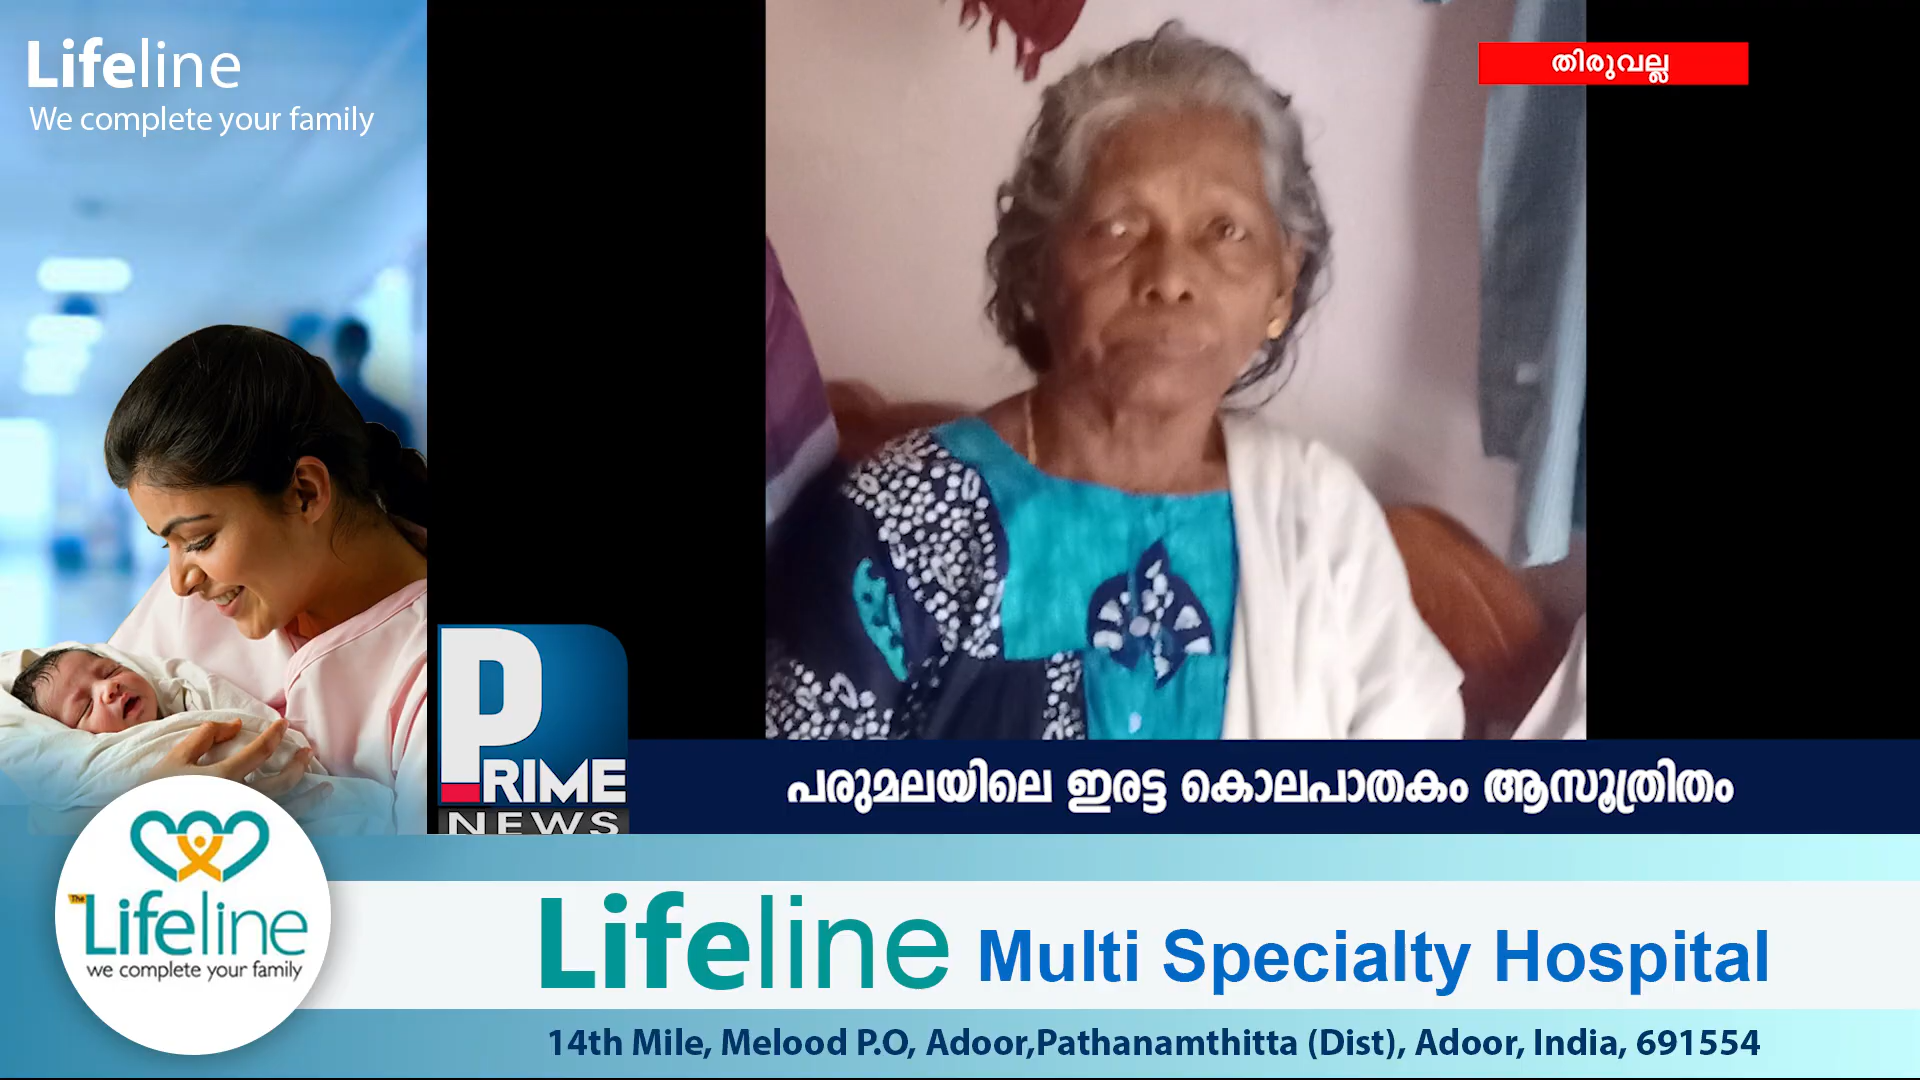 Lifeline
We complete your family
തിരുവല്ല
PRIME
NEWS
പരുമലയിലെ ഇരട്ട കൊലപാതകം ആസൂത്രിതം
The
Lifeline
we complete your family
Lifeline Multi Specialty Hospital
14th Mile, Melood P.O, Adoor,Pathanamthitta (Dist), Adoor, India, 691554